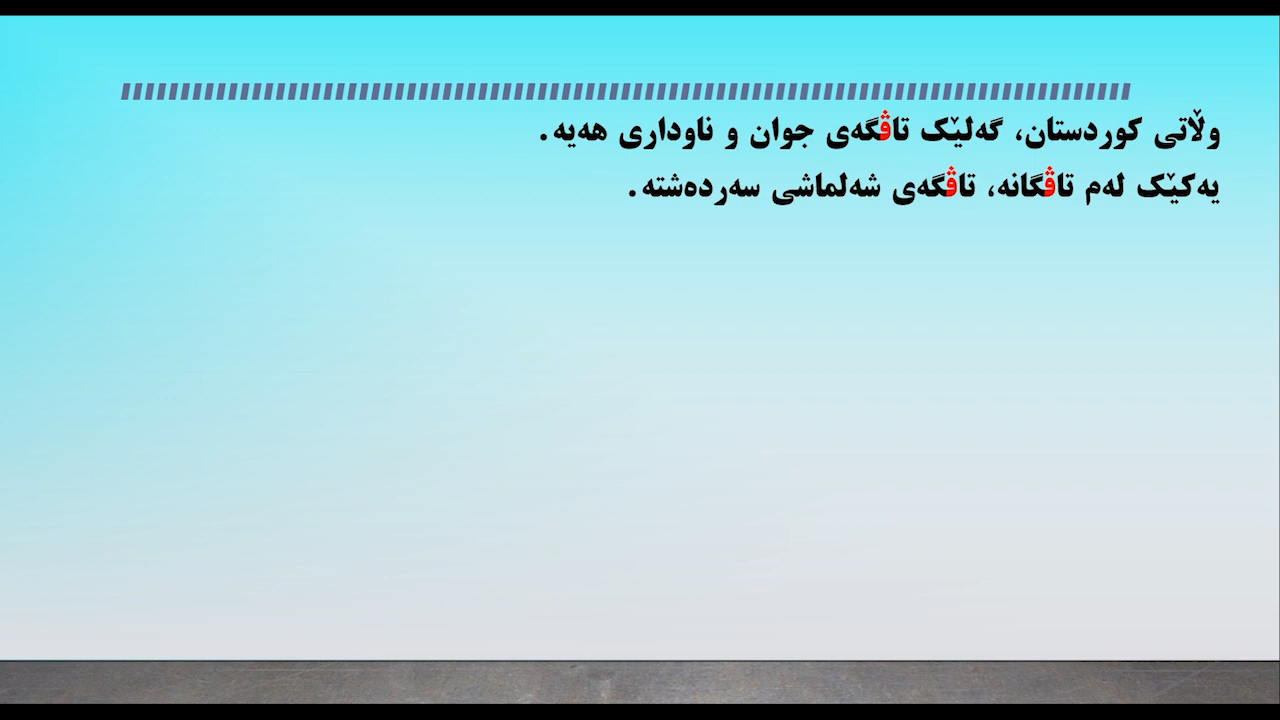 وڵاتی کوردستان، گەلێک تاڤگەی جوان و ناوداری هەیە.
یەکێک لەم تاڤگانە، تاڤگەی شەلماشی سەردەشتە.